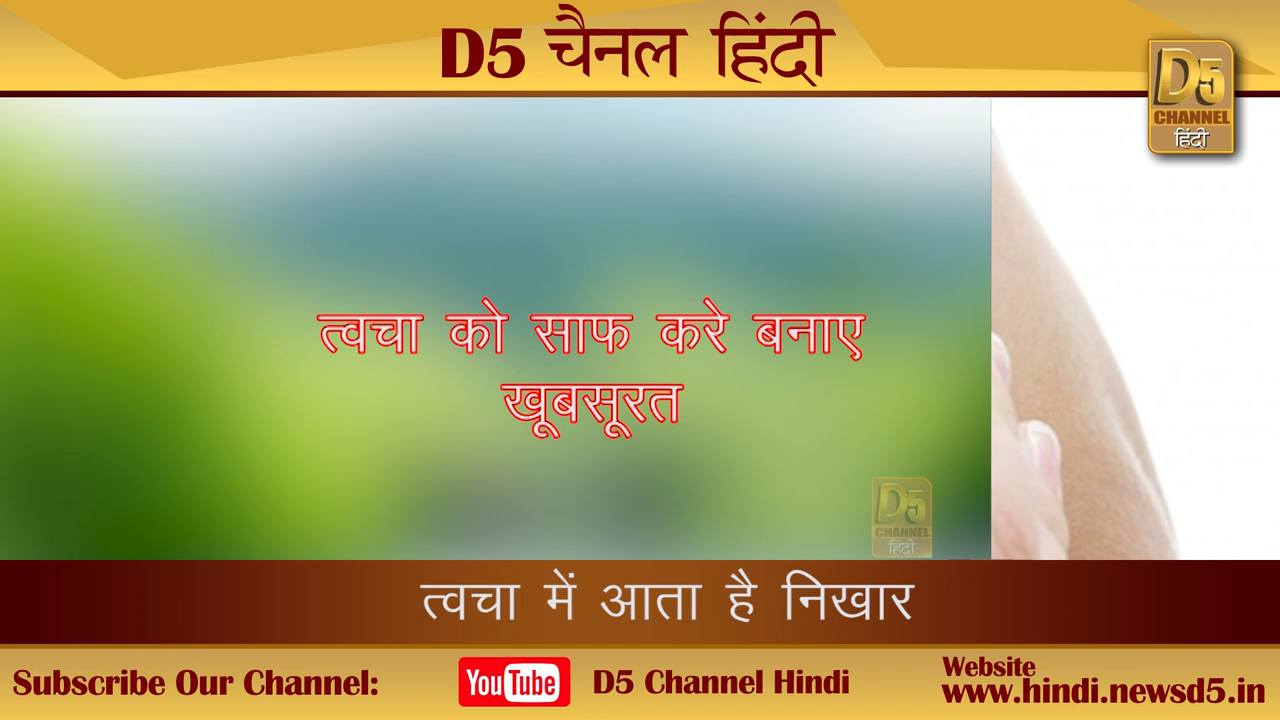 D5 चैनल हिंदी
D5
CHANNEL
हिंदी
त्वचा को साफ करे बनाए
खूबसूरत
D5
CHANNEL
हिंदी
त्वचा में आता है निखार
Subscribe Our Channel:
YouTube
D5 Channel Hindi
Website
www.hindi.newsd5.in